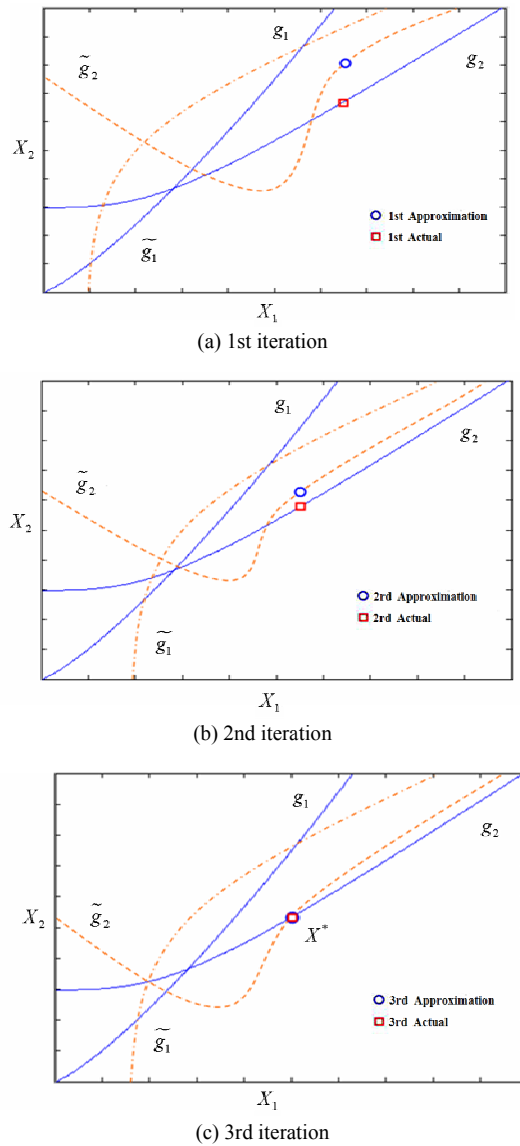 g₁
g̃₂
g₂
X₂
1st Approximation
1st Actual
g̃₁
X₁
(a) 1st iteration
g₁
g₂
g̃₂
X₂
2rd Approximation
2rd Actual
g̃₁
X₁
(b) 2nd iteration
g₁
g₂
g̃₂
X₂
X*
3rd Approximation
3rd Actual
g̃₁
X₁
(c) 3rd iteration